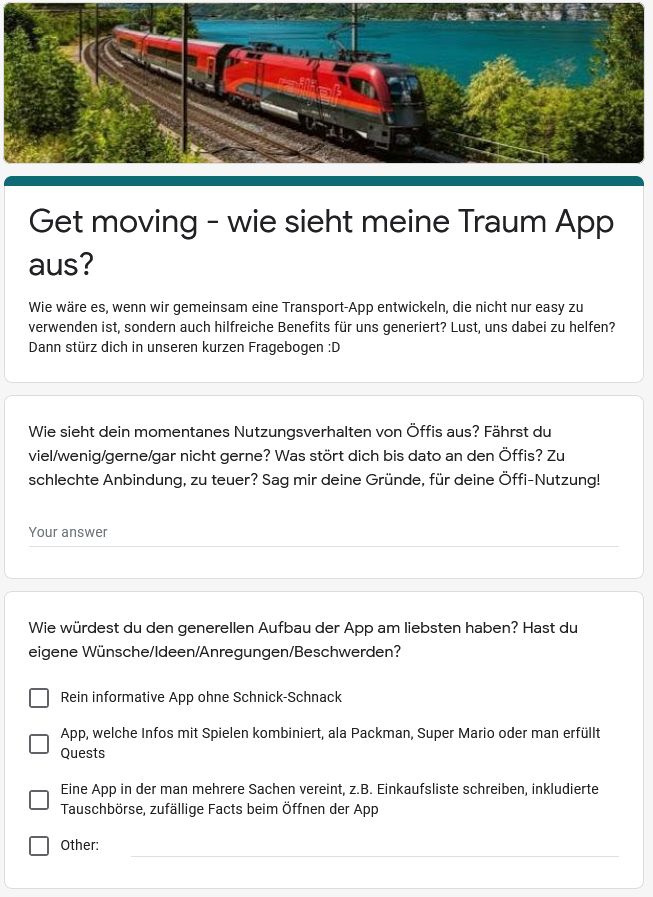 railjet
Get moving - wie sieht meine Traum App
aus?
Wie wäre es, wenn wir gemeinsam eine Transport-App entwickeln, die nicht nur easy zu
verwenden ist, sondern auch hilfreiche Benefits für uns generiert? Lust, uns dabei zu helfen?
Dann stürz dich in unseren kurzen Fragebogen :D
Wie sieht dein momentanes Nutzungsverhalten von Öffis aus? Fährst du
viel/wenig/gerne/gar nicht gerne? Was stört dich bis dato an den Öffis? Zu
schlechte Anbindung, zu teuer? Sag mir deine Gründe, für deine Öffi-Nutzung!
Your answer
Wie würdest du den generellen Aufbau der App am liebsten haben? Hast du
eigene Wünsche/Ideen/Anregungen/Beschwerden?
Rein informative App ohne Schnick-Schnack
App, welche Infos mit Spielen kombiniert, ala Packman, Super Mario oder man erfüllt
Quests
Eine App in der man mehrere Sachen vereint, z.B. Einkaufsliste schreiben, inkludierte
Tauschbörse, zufällige Facts beim Öffnen der App
Other: